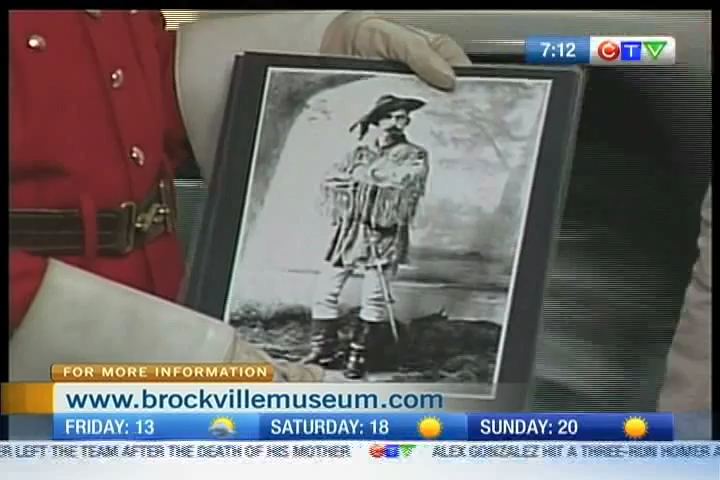 7:12 CTV
FOR MORE INFORMATION
www.brockvillemuseum.com
FRIDAY: 13 SATURDAY: 18 SUNDAY: 20
LEFT THE TEAM AFTER THE DEATH OF HIS MOTHER CTV ALEX GONZALEZ HIT A THREE-RUN HOMER